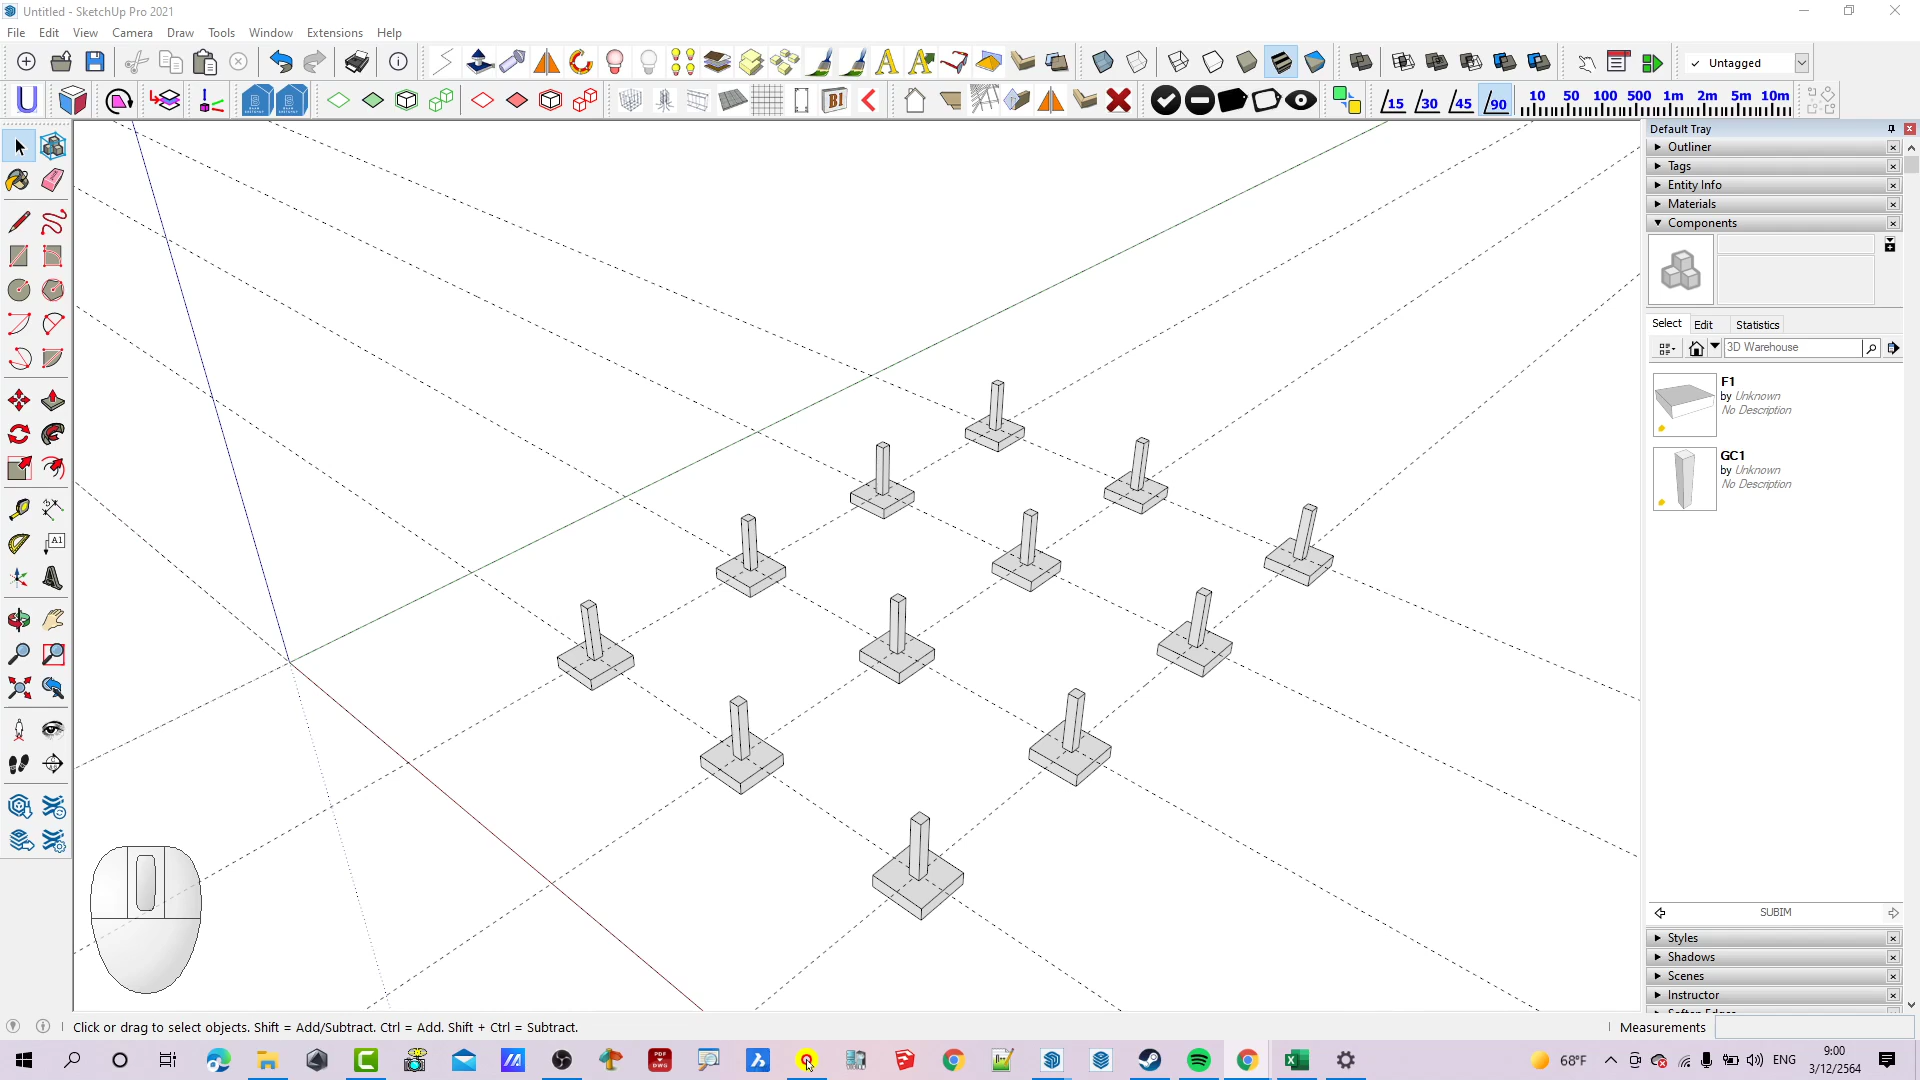 Untitled - SketchUp Pro 2021
File Edit View Camera Draw Tools Window Extensions Help
Untagged
BI 15 30 45 90 10 50 100 500 1m 2m 5m 10m
Default Tray
Outliner
Tags
Entity Info
Materials
Components
Select Edit Statistics
3D Warehouse
F1
by Unknown
No Description
GC1
by Unknown
No Description
SUBIM
Styles
Shadows
Scenes
Instructor
A1
Click or drag to select objects. Shift = Add/Subtract. Ctrl = Add. Shift + Ctrl = Subtract.
Measurements
PDF
DWG
68°F
ENG
9:00
3/12/2564